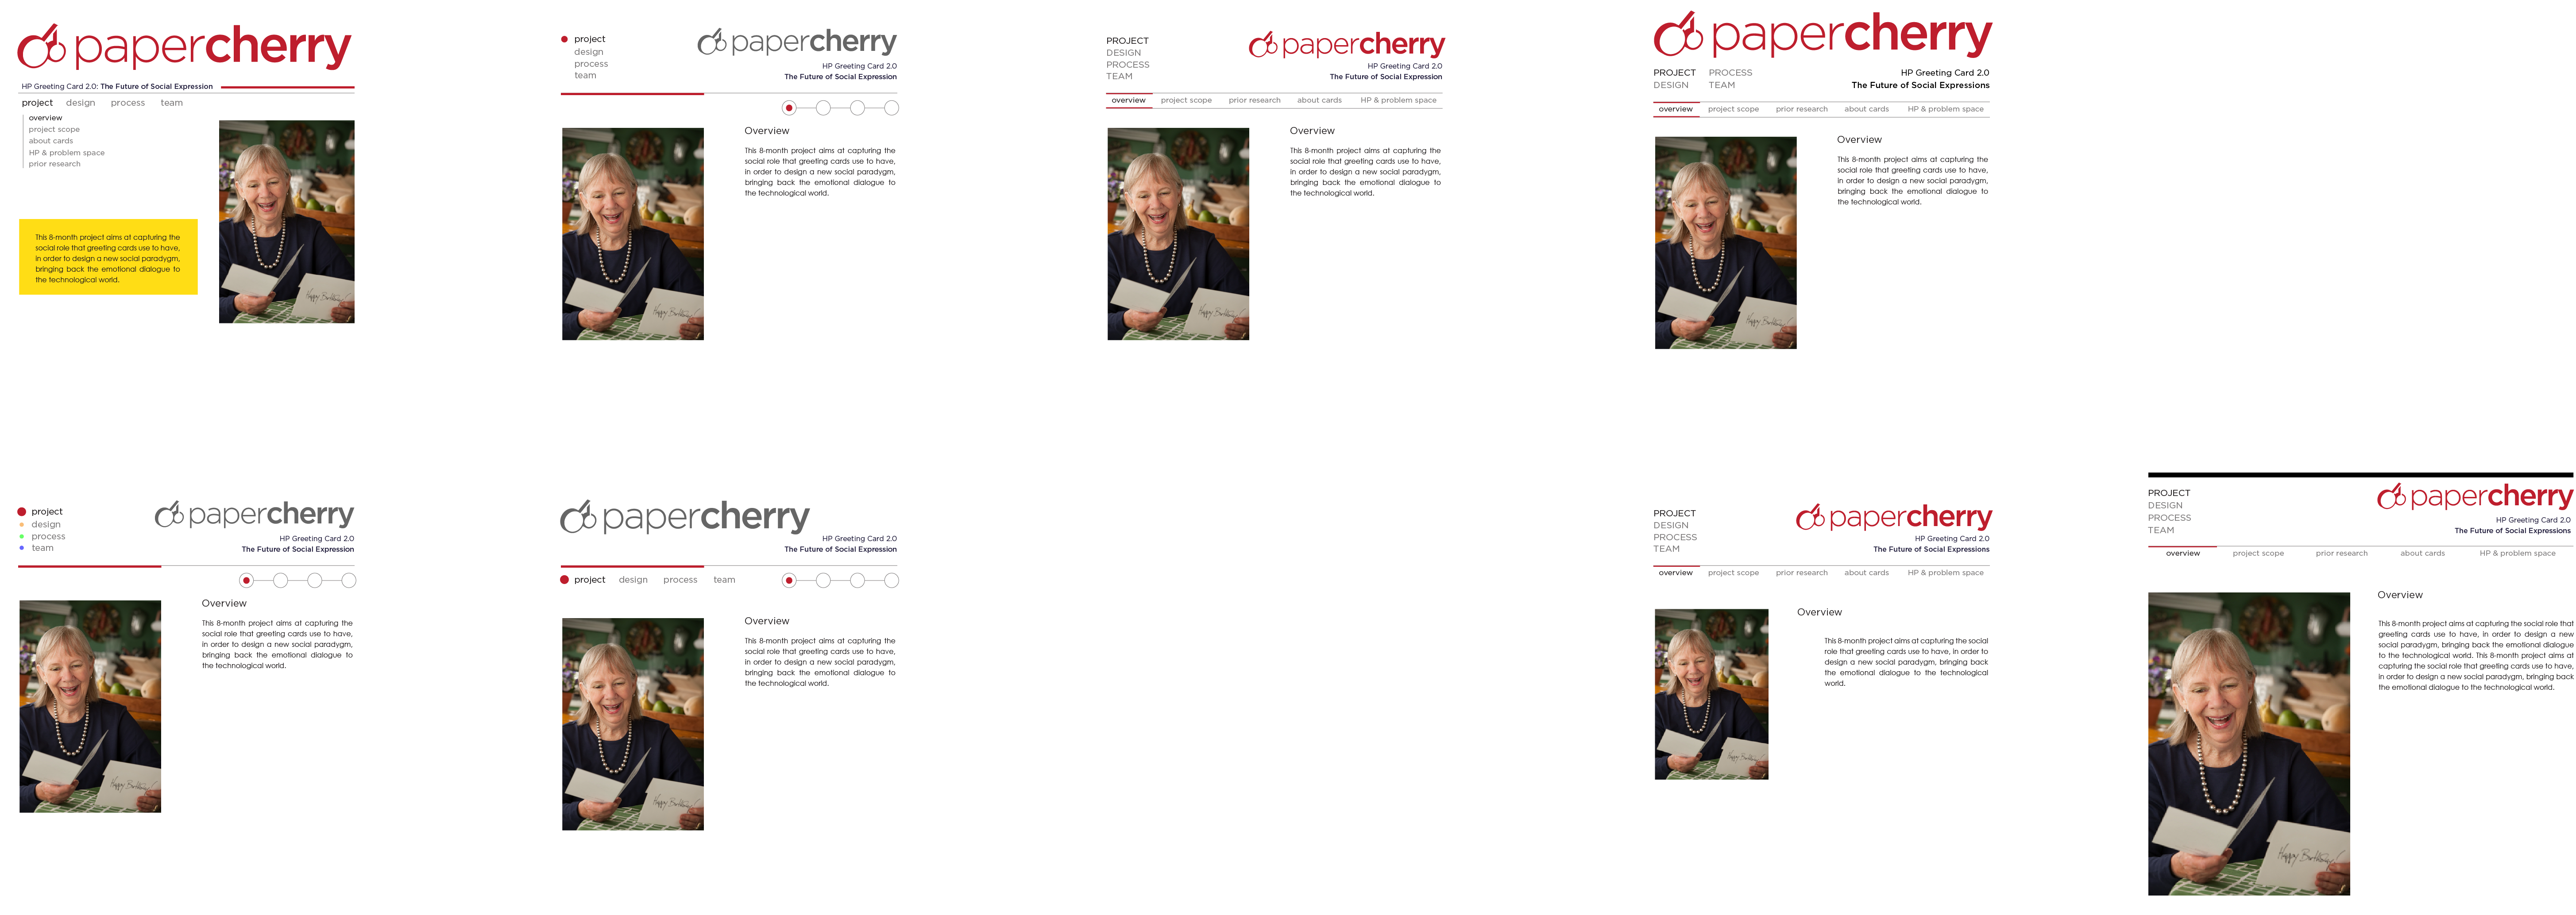 papercherry
HP Greeting Card 2.0: The Future of Social Expression
project design process team
overview
project scope
about cards
HP & problem space
prior research
This 8-month project aims at capturing the
social role that greeting cards use to have,
in order to design a new social paradygm,
bringing back the emotional dialogue to
the technological world.
Happy Birthday!
project
design
process
team
papercherry
HP Greeting Card 2.0
The Future of Social Expression
Overview
This 8-month project aims at capturing the
social role that greeting cards use to have,
in order to design a new social paradygm,
bringing back the emotional dialogue to
the technological world.
Happy Birthday!
PROJECT
DESIGN
PROCESS
TEAM
papercherry
HP Greeting Card 2.0
The Future of Social Expression
overview project scope prior research about cards HP & problem space
Overview
This 8-month project aims at capturing the
social role that greeting cards use to have,
in order to design a new social paradygm,
bringing back the emotional dialogue to
the technological world.
Happy Birthday!
papercherry
PROJECT PROCESS
DESIGN TEAM
HP Greeting Card 2.0
The Future of Social Expressions
overview project scope prior research about cards HP & problem space
Overview
This 8-month project aims at capturing the
social role that greeting cards use to have,
in order to design a new social paradygm,
bringing back the emotional dialogue to
the technological world.
Happy Birthday!
project
design
process
team
papercherry
HP Greeting Card 2.0
The Future of Social Expression
Overview
This 8-month project aims at capturing the
social role that greeting cards use to have,
in order to design a new social paradygm,
bringing back the emotional dialogue to
the technological world.
Happy Birthday!
papercherry
HP Greeting Card 2.0
The Future of Social Expression
project design process team
Overview
This 8-month project aims at capturing the
social role that greeting cards use to have,
in order to design a new social paradygm,
bringing back the emotional dialogue to
the technological world.
Happy Birthday!
PROJECT
DESIGN
PROCESS
TEAM
papercherry
HP Greeting Card 2.0
The Future of Social Expressions
overview project scope prior research about cards HP & problem space
Overview
This 8-month project aims at capturing the social
role that greeting cards use to have, in order to
design a new social paradygm, bringing back
the emotional dialogue to the technological
world.
Happy Birthday!
PROJECT
DESIGN
PROCESS
TEAM
papercherry
HP Greeting Card 2.0
The Future of Social Expressions
overview project scope prior research about cards HP & problem space
Overview
This 8-month project aims at capturing the social role that
greeting cards use to have, in order to design a new
social paradygm, bringing back the emotional dialogue
to the technological world. This 8-month project aims at
capturing the social role that greeting cards use to have,
in order to design a new social paradygm, bringing back
the emotional dialogue to the technological world.
Happy Birthday!